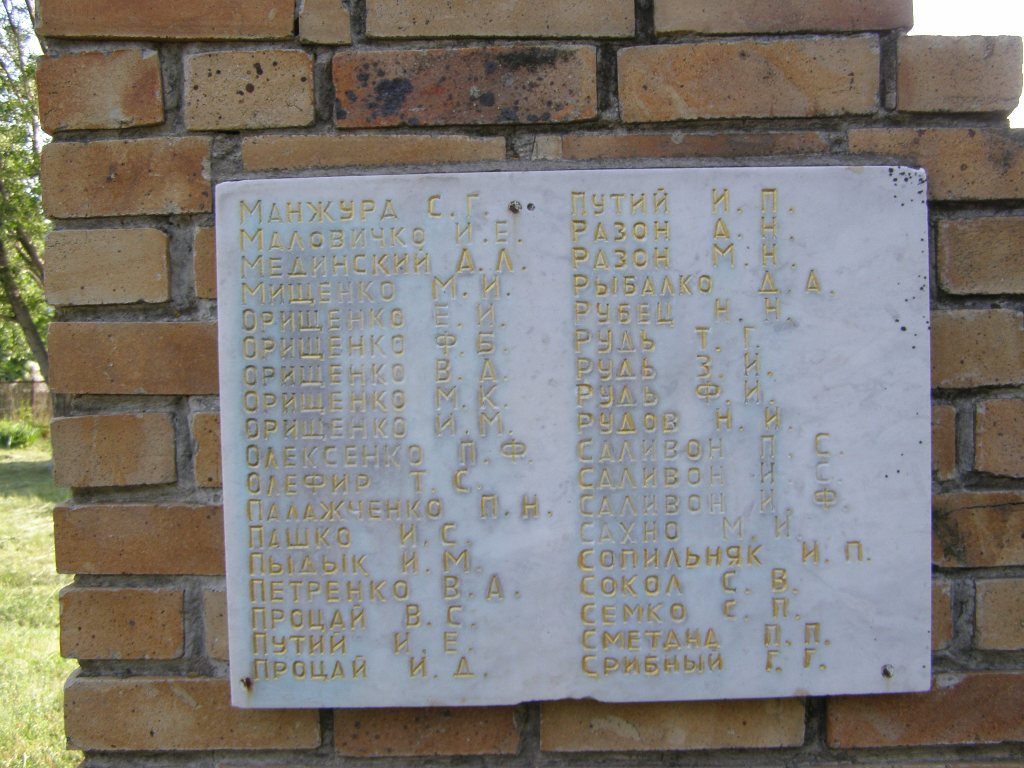 МАНЖУРА С.Г.
МАЛОВИЧКО И.Е.
МЕДИНСКИЙ А.Л.
МИЩЕНКО М.И.
ОРИЩЕНКО Е.И.
ОРИЩЕНКО Ф.Б.
ОРИЩЕНКО В.А.
ОРИЩЕНКО М.К.
ОРИЩЕНКО И.М.
ОЛЕКСЕНКО П.Ф.
ОЛЕФИР Т.С.
ПАЛАЖЧЕНКО П.Н.
ПАШКО И.С.
ПЫДЫК И.М.
ПЕТРЕНКО В.А.
ПРОЦАЙ В.С.
ПУТИЙ И.Е.
ПРОЦАЙ И.Д.
ПУТИЙ И.П.
РАЗОН А.Н.
РАЗОН М.Н.
РЫБАЛКО Д.А.
РУБЕЦ Н.Н.
РУДЬ Т.Г.
РУДЬ З.И.
РУДЬ Ф.И.
РУДОВ Н.И.
САЛИВОН П.С.
САЛИВОН И.С.
САЛИВОН И.Ф.
САХНО М.И.
СОПИЛЬНЯК И.П.
СОКОЛ С.В.
СЕМКО С.П.
СМЕТАНА П.П.
СРИБНЫЙ Г.Г.